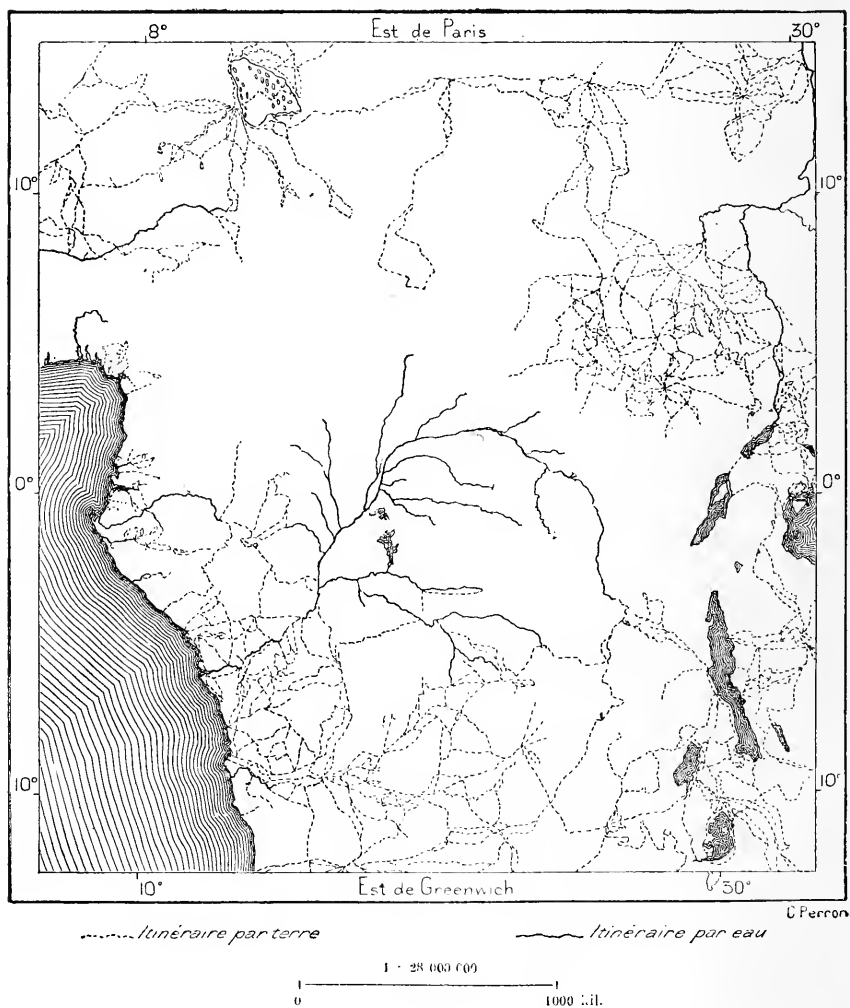 8° Est de Paris 30°
10° 10°
0° 0°
10° 10°
10° Est de Greenwich 30°
C Perron
Itinéraire par terre Itinéraire par eau
1 : 28 000 000
0 1000 kil.